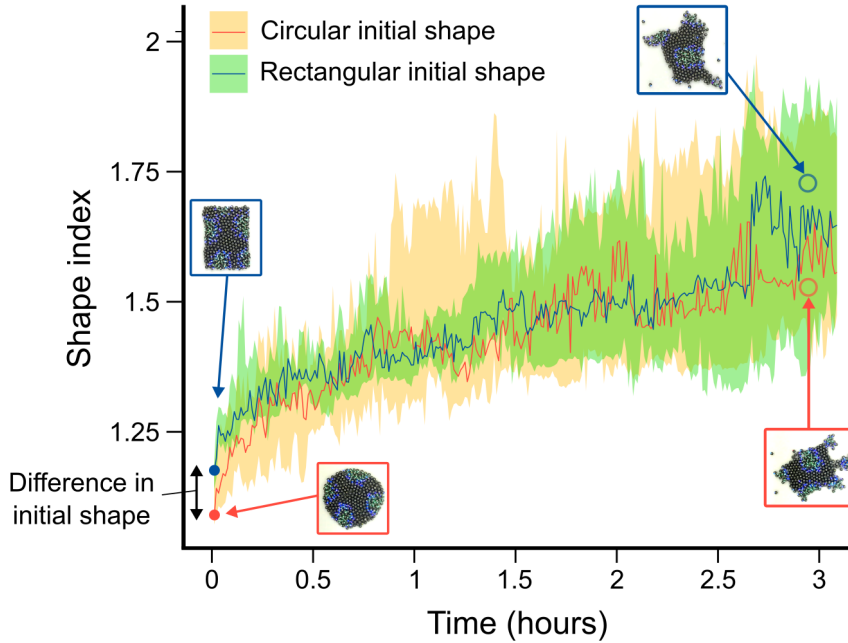 Circular initial shape
Rectangular initial shape
2
1.75
1.5
1.25
Shape index
Difference in
initial shape
0
0.5
1
1.5
2
2.5
3
Time (hours)